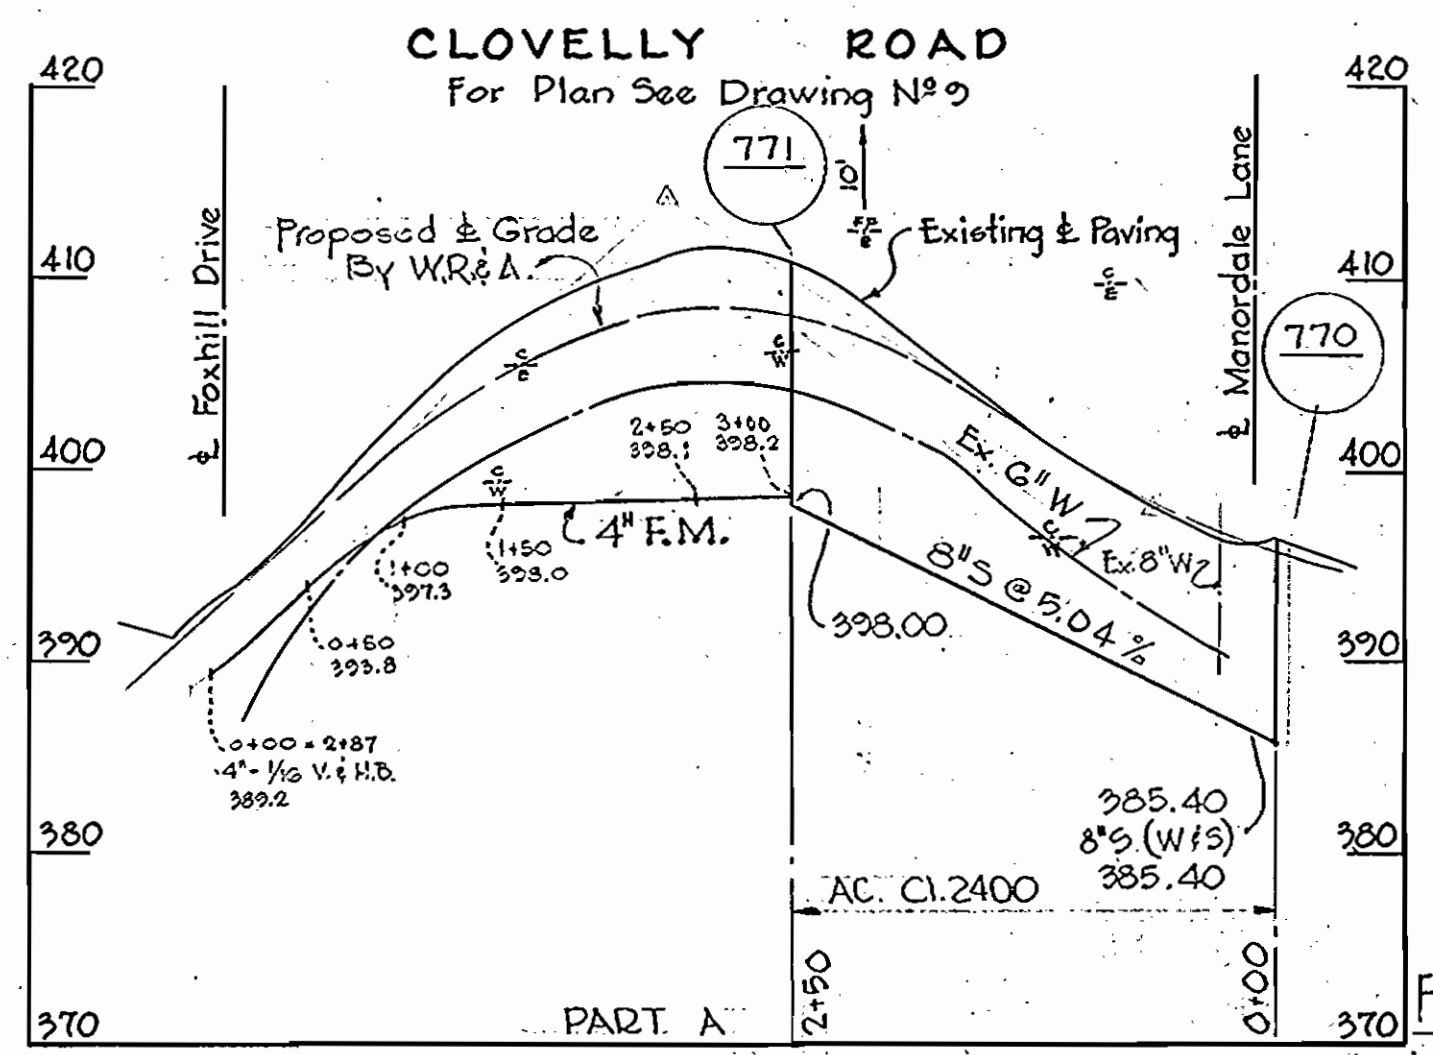 CLOVELLY ROAD
For Plan See Drawing Nº 9
420
420
771
10'
Proposed ⅊ Grade
By W.R.& A.
Existing ⅊ Paving
℄ Foxhill Drive
℄ Manordale Lane
410
410
C
E
770
C
E
C
W
2+50
398.1
3+00
398.2
400
400
C
W
Ex. 6" W
4" F.M.
1+50
398.0
1+00
397.3
8"S @ 5.04 %
Ex. 8" W
398.00
0+50
393.8
390
390
0+00 = 2+87
4" - 1/16 V. & H.B.
389.2
385.40
8"S. (W & S)
385.40
380
380
AC. Cl. 2400
2+50
0+00
PART A
370
370